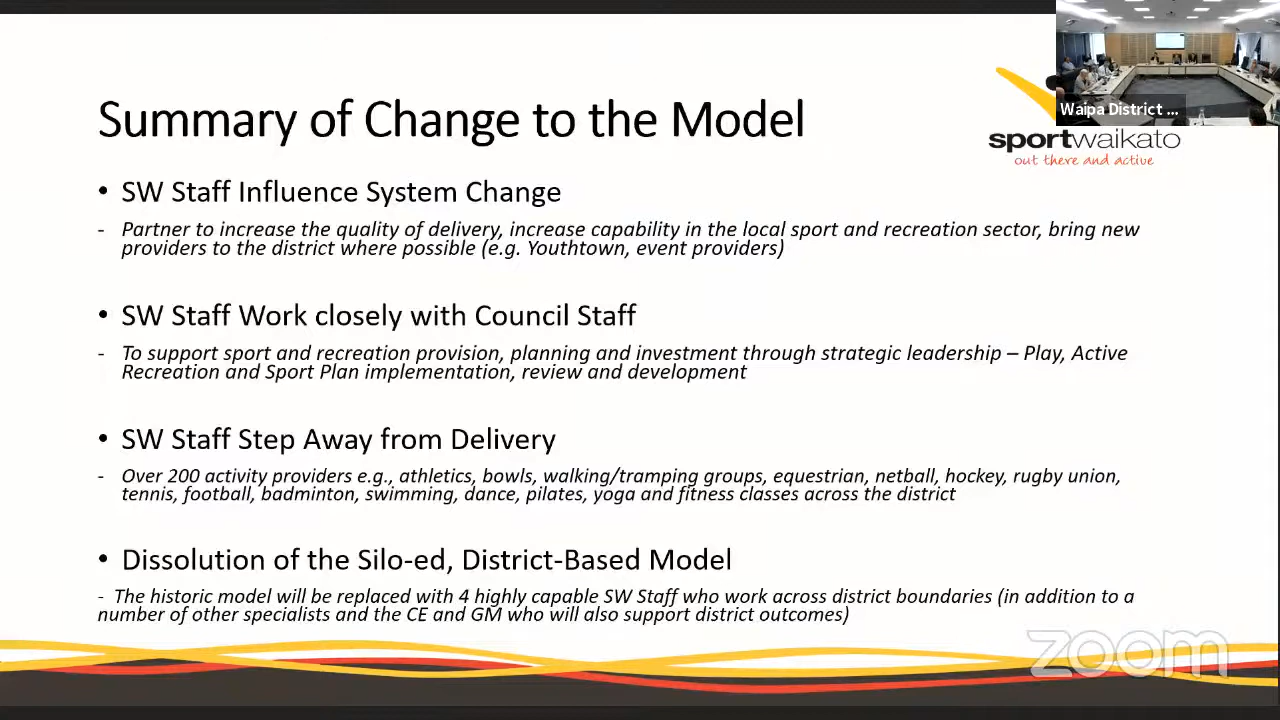 Waipa District ...
Summary of Change to the Model
sportwaikato
out there and active
• SW Staff Influence System Change
- Partner to increase the quality of delivery, increase capability in the local sport and recreation sector, bring new
providers to the district where possible (e.g. Youthtown, event providers)
• SW Staff Work closely with Council Staff
- To support sport and recreation provision, planning and investment through strategic leadership – Play, Active
Recreation and Sport Plan implementation, review and development
• SW Staff Step Away from Delivery
- Over 200 activity providers e.g., athletics, bowls, walking/tramping groups, equestrian, netball, hockey, rugby union,
tennis, football, badminton, swimming, dance, pilates, yoga and fitness classes across the district
• Dissolution of the Silo-ed, District-Based Model
- The historic model will be replaced with 4 highly capable SW Staff who work across district boundaries (in addition to a
number of other specialists and the CE and GM who will also support district outcomes)
zoom